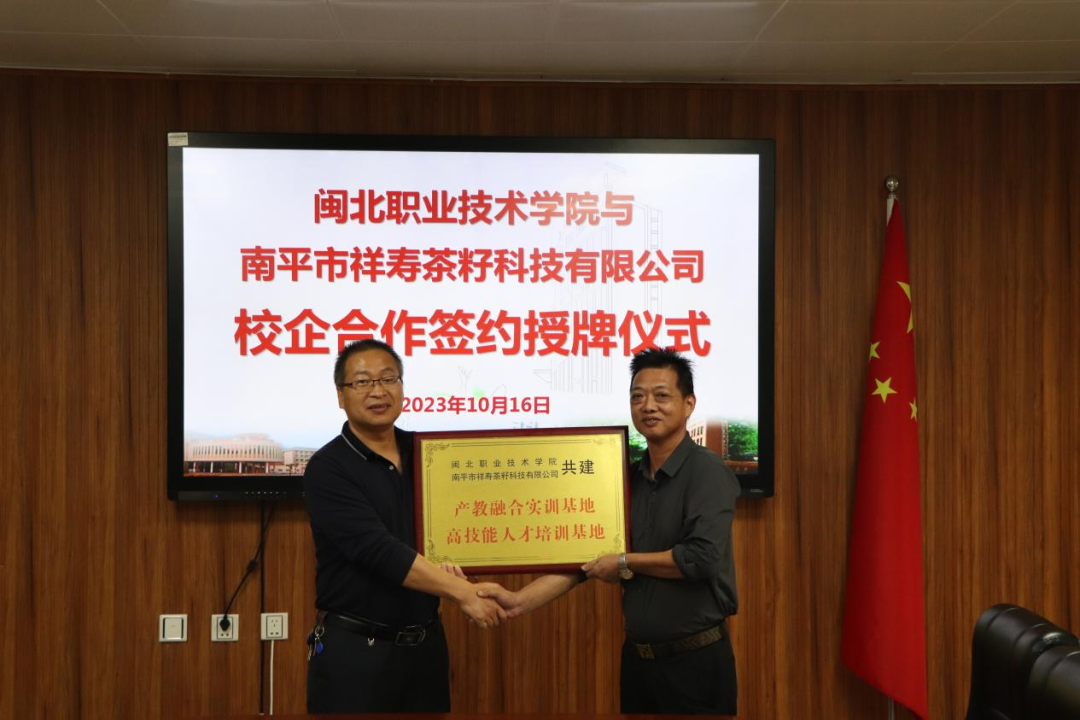 闽北职业技术学院与
南平市祥寿茶籽科技有限公司
校企合作签约授牌仪式
2023年10月16日
闽北职业技术学院
南平市祥寿茶籽科技有限公司 共建
产教融合实训基地
高技能人才培训基地